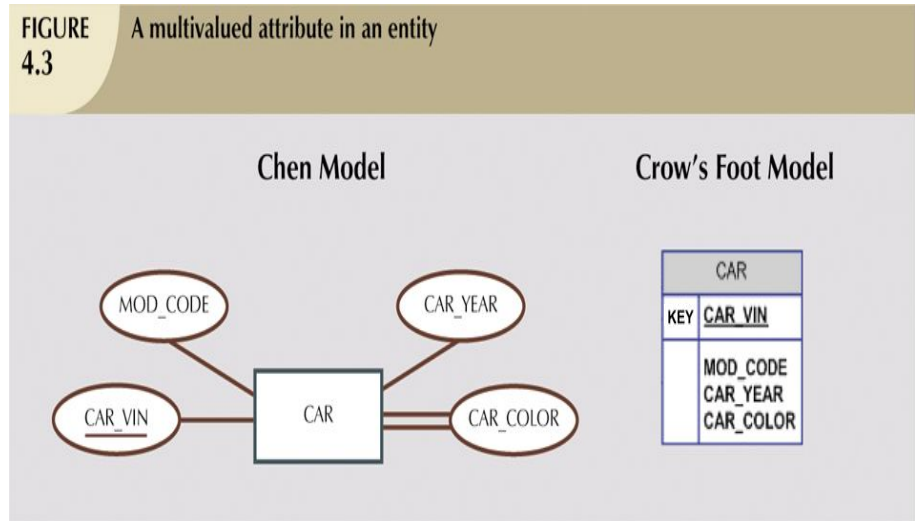 FIGURE 4.3
A multivalued attribute in an entity
Chen Model
Crow's Foot Model
MOD_CODE
CAR_YEAR
CAR_VIN
CAR
CAR_COLOR
CAR
KEY CAR_VIN
MOD_CODE
CAR_YEAR
CAR_COLOR